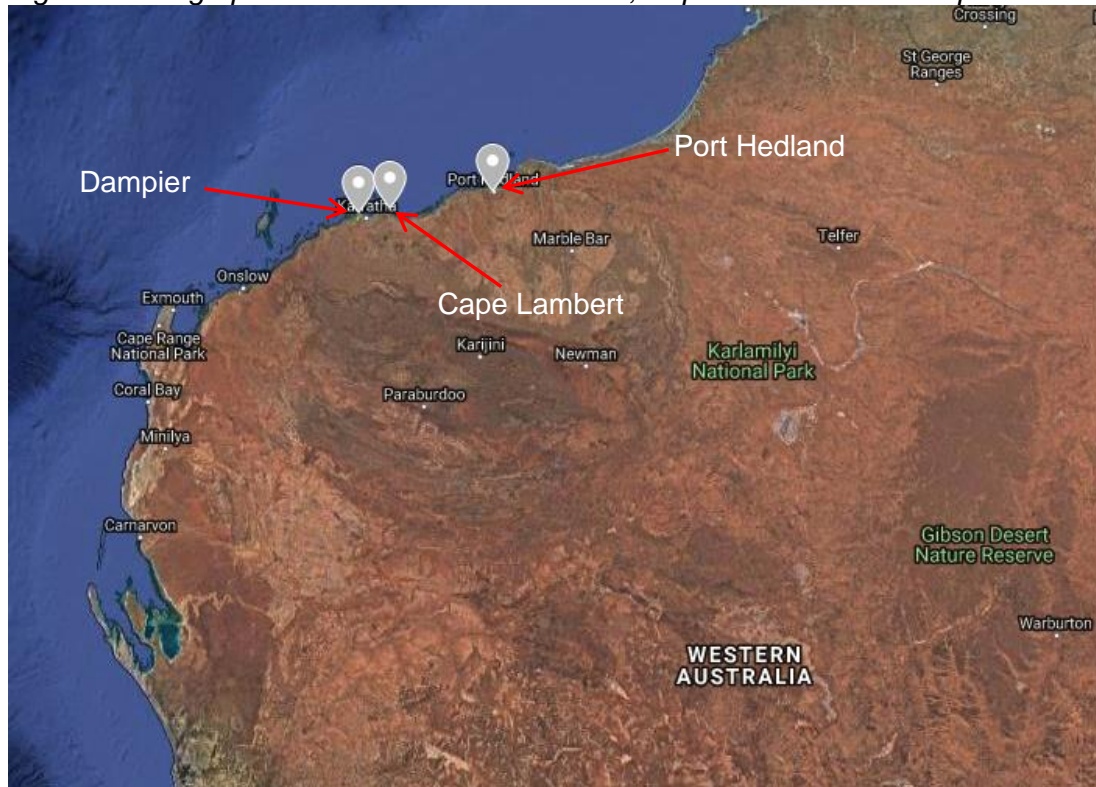 Crossing
St George
Ranges
Port Hedland
Dampier
Port Hedland
Karratha
Marble Bar
Telfer
Onslow
Exmouth
Cape Lambert
Cape Range
National Park
Karijini
Newman
Karlamilyi
National Park
Coral Bay
Paraburdoo
Minilya
Carnarvon
Gibson Desert
Nature Reserve
Warburton
WESTERN
AUSTRALIA